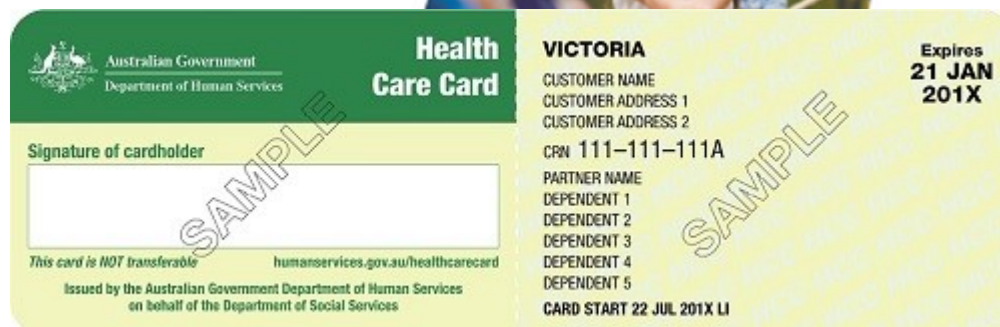 Australian Government
Department of Human Services
Health
Care Card
Signature of cardholder
SAMPLE
This card is NOT transferable
humanservices.gov.au/healthcarecard
Issued by the Australian Government Department of Human Services
on behalf of the Department of Social Services
VICTORIA
CUSTOMER NAME
CUSTOMER ADDRESS 1
CUSTOMER ADDRESS 2
CRN 111–111–111A
PARTNER NAME
DEPENDENT 1
DEPENDENT 2
DEPENDENT 3
DEPENDENT 4
DEPENDENT 5
CARD START 22 JUL 201X LI
SAMPLE
Expires
21 JAN
201X